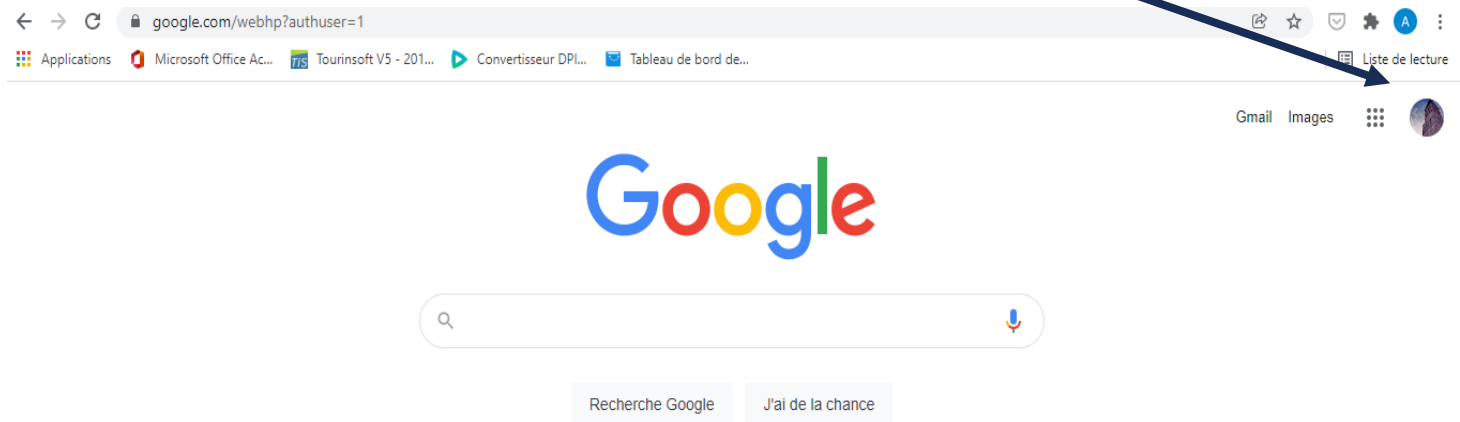 google.com/webhp?authuser=1
A
Applications Microsoft Office Ac... TIS Tourinsoft V5 - 201... Convertisseur DPI... Tableau de bord de... Liste de lecture
Gmail Images
Google
Recherche Google J'ai de la chance